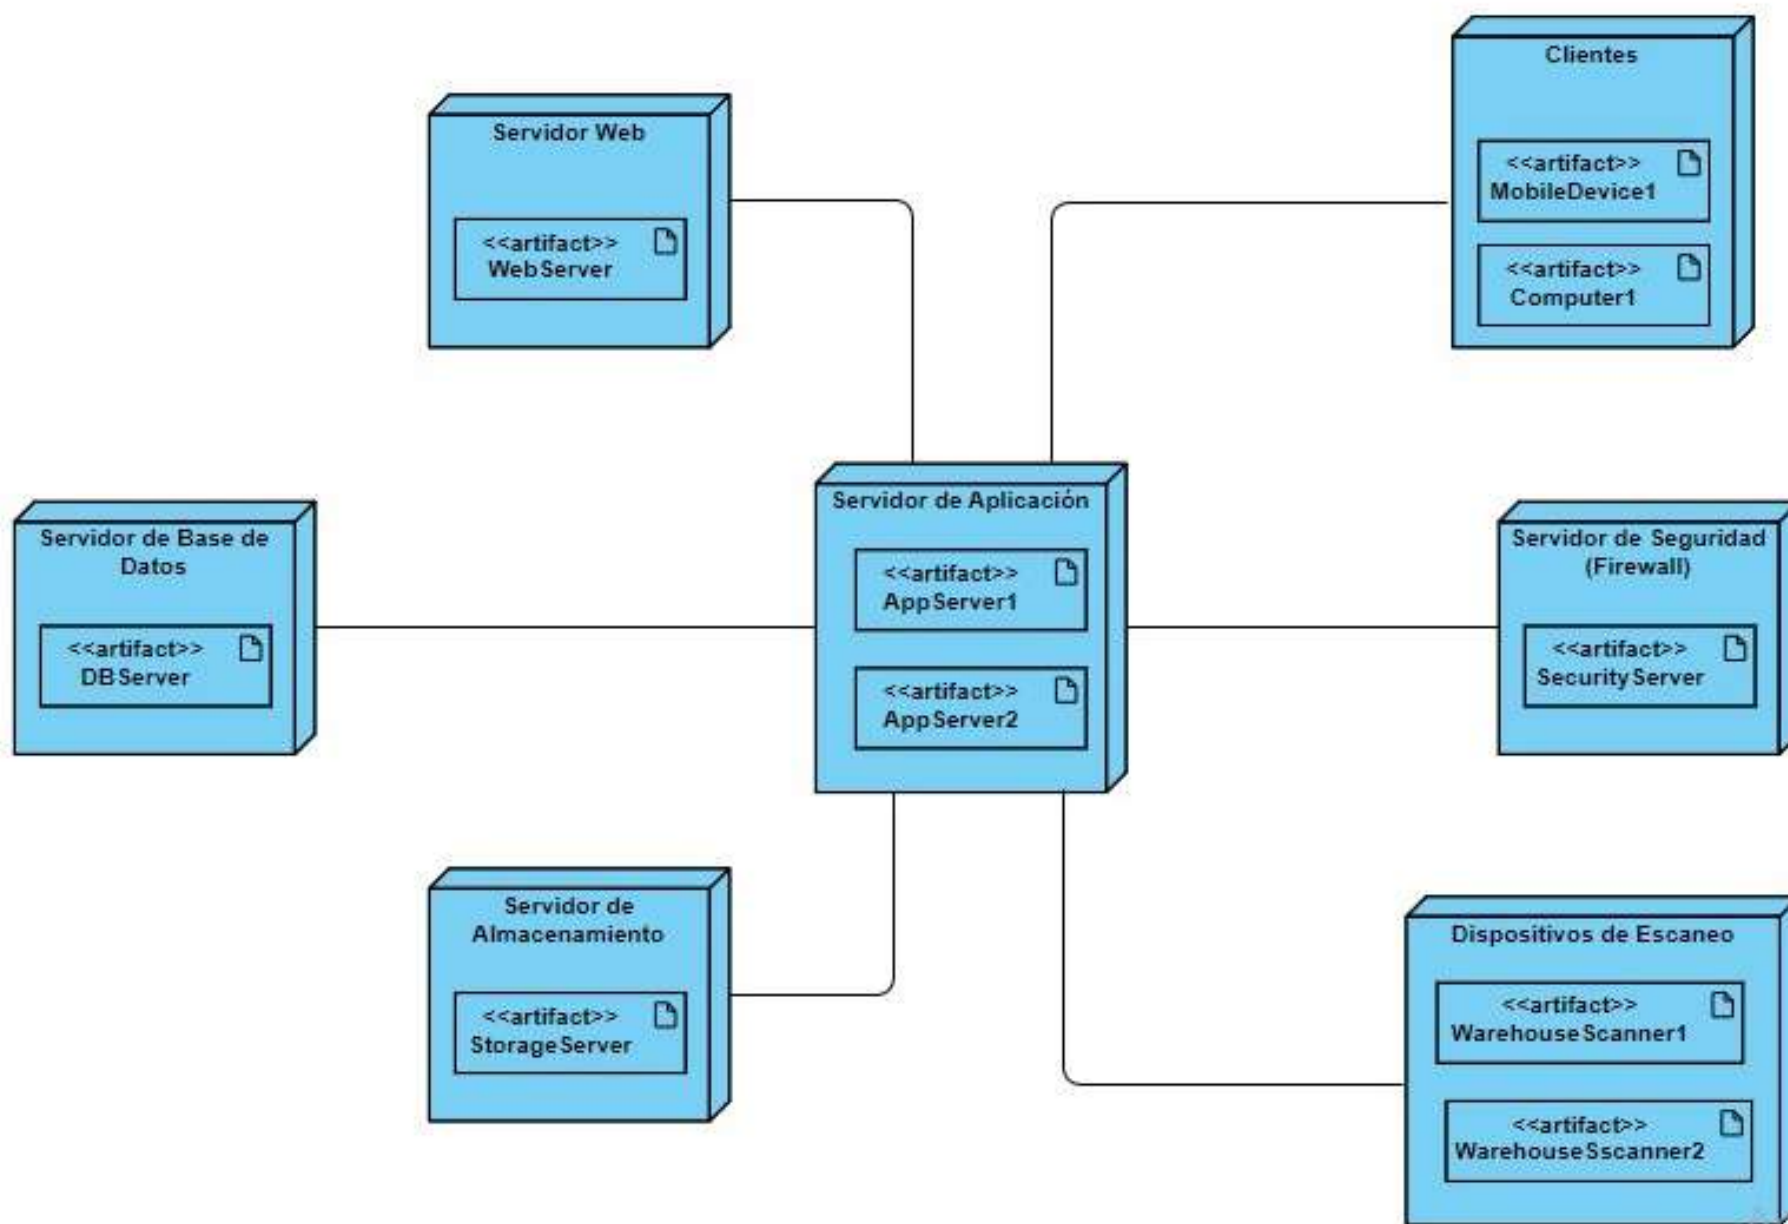 Clientes
<<artifact>>
MobileDevice1
<<artifact>>
Computer1
Servidor Web
<<artifact>>
WebServer
Servidor de Aplicación
<<artifact>>
AppServer1
<<artifact>>
AppServer2
Servidor de Base de
Datos
<<artifact>>
DBServer
Servidor de Seguridad
(Firewall)
<<artifact>>
SecurityServer
Servidor de
Almacenamiento
<<artifact>>
StorageServer
Dispositivos de Escaneo
<<artifact>>
WarehouseScanner1
<<artifact>>
WarehouseSscanner2